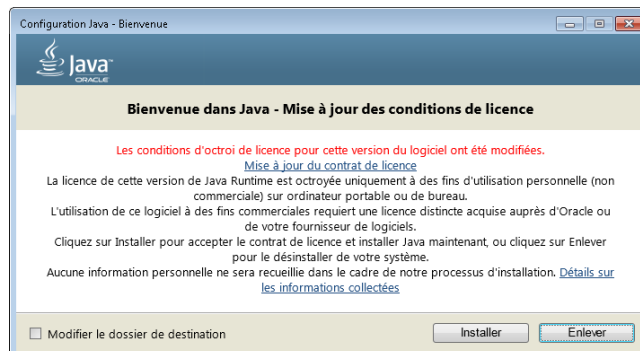 Configuration Java - Bienvenue
Java
ORACLE
Bienvenue dans Java - Mise à jour des conditions de licence
Les conditions d'octroi de licence pour cette version du logiciel ont été modifiées.
Mise à jour du contrat de licence
La licence de cette version de Java Runtime est octroyée uniquement à des fins d'utilisation personnelle (non
commerciale) sur ordinateur portable ou de bureau.
L'utilisation de ce logiciel à des fins commerciales requiert une licence distincte acquise auprès d'Oracle ou
de votre fournisseur de logiciels.
Cliquez sur Installer pour accepter le contrat de licence et installer Java maintenant, ou cliquez sur Enlever
pour le désinstaller de votre système.
Aucune information personnelle ne sera recueillie dans le cadre de notre processus d'installation. Détails sur
les informations collectées
Modifier le dossier de destination
Installer
Enlever